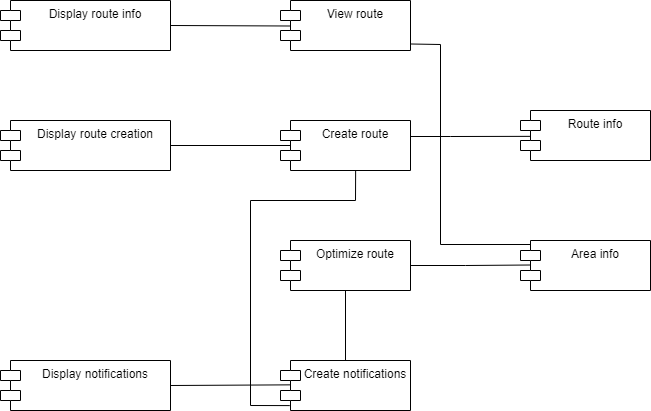 Display route info
View route
Display route creation
Create route
Route info
Optimize route
Area info
Display notifications
Create notifications